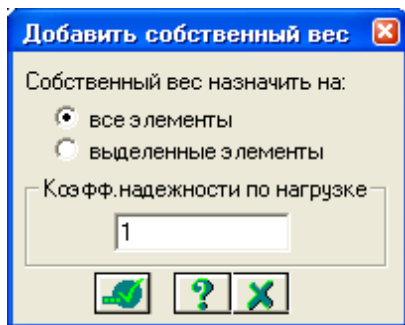 Добавить собственный вес
Собственный вес назначить на:
все элементы
выделенные элементы
Коэфф.надежности по нагрузке
1
?